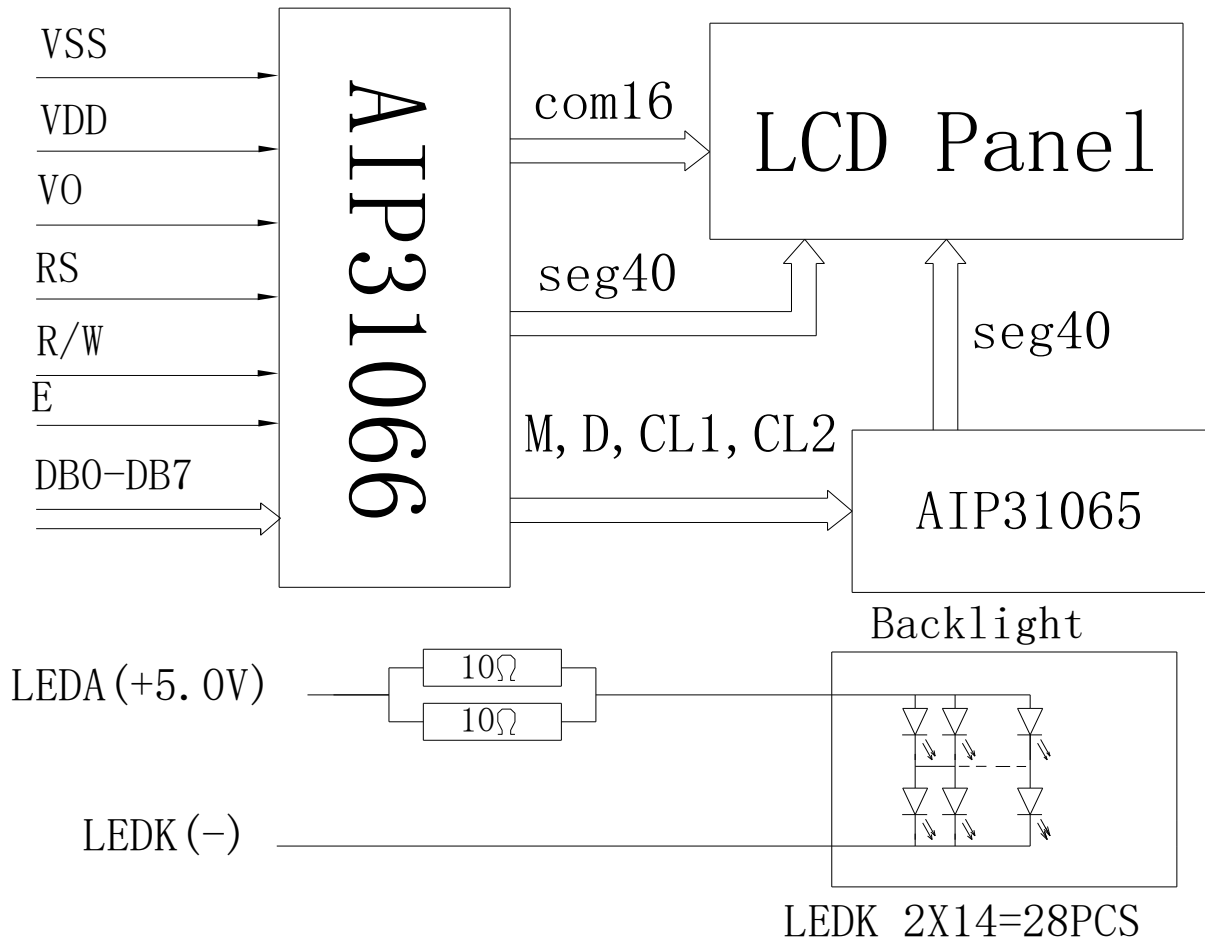 VSS
VDD
VO
RS
R/W
E
DB0-DB7
AIP31066
com16
LCD Panel
seg40
seg40
M, D, CL1, CL2
AIP31065
Backlight
LEDA(+5.0V)
10Ω
10Ω
LEDK(-)
LEDK 2X14=28PCS